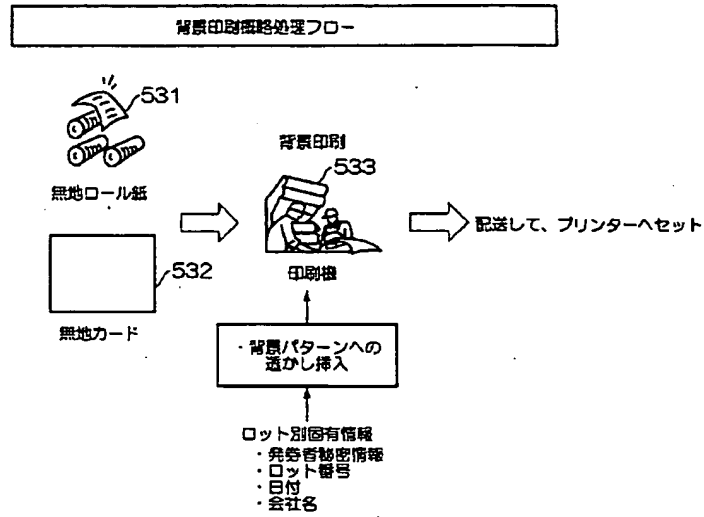 背景印刷概略処理フロー
531
無地ロール紙
532
無地カード
背景印刷
533
印刷機
配送して、プリンターへセット
・背景パターンへの
透かし挿入
ロット別固有情報
・発券者秘密情報
・ロット番号
・日付
・会社名